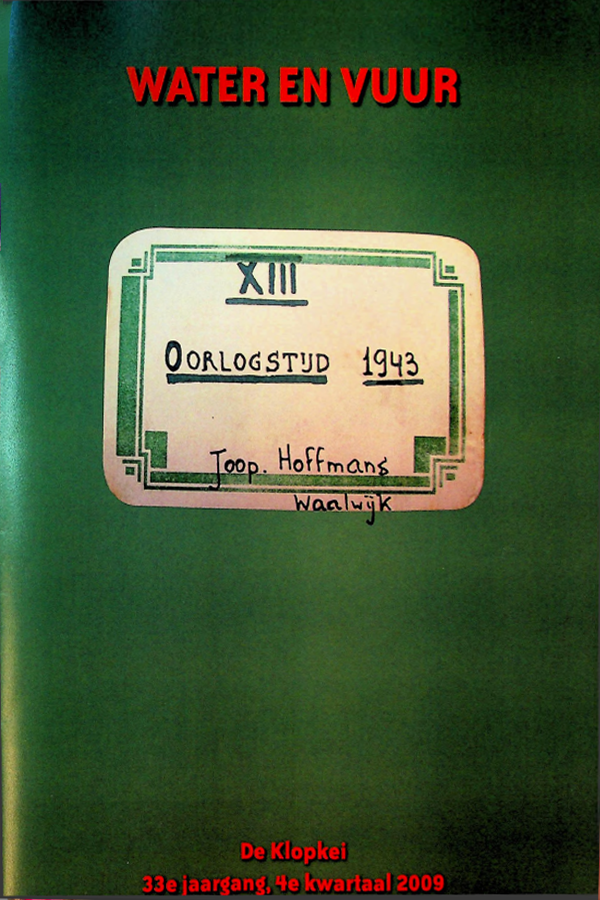 WATER EN VUUR
XIII
OORLOGSTIJD 1943
Joop. Hoffmans
Waalwijk
De Klopkei
33e jaargang, 4e kwartaal 2009